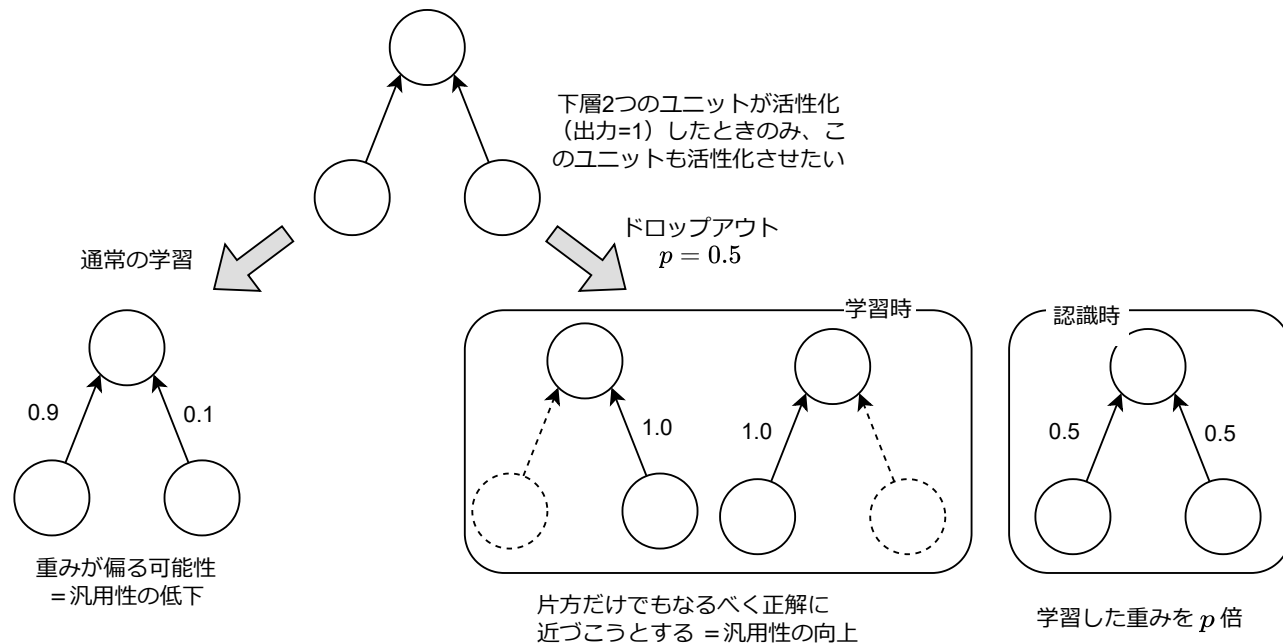 下層2つのユニットが活性化
（出力=1）したときのみ、こ
のユニットも活性化させたい
通常の学習
ドロップアウト
p = 0.5
0.9
0.1
重みが偏る可能性
＝汎用性の低下
学習時
1.0
1.0
片方だけでもなるべく正解に
近づこうとする ＝汎用性の向上
認識時
0.5
0.5
学習した重みを p 倍